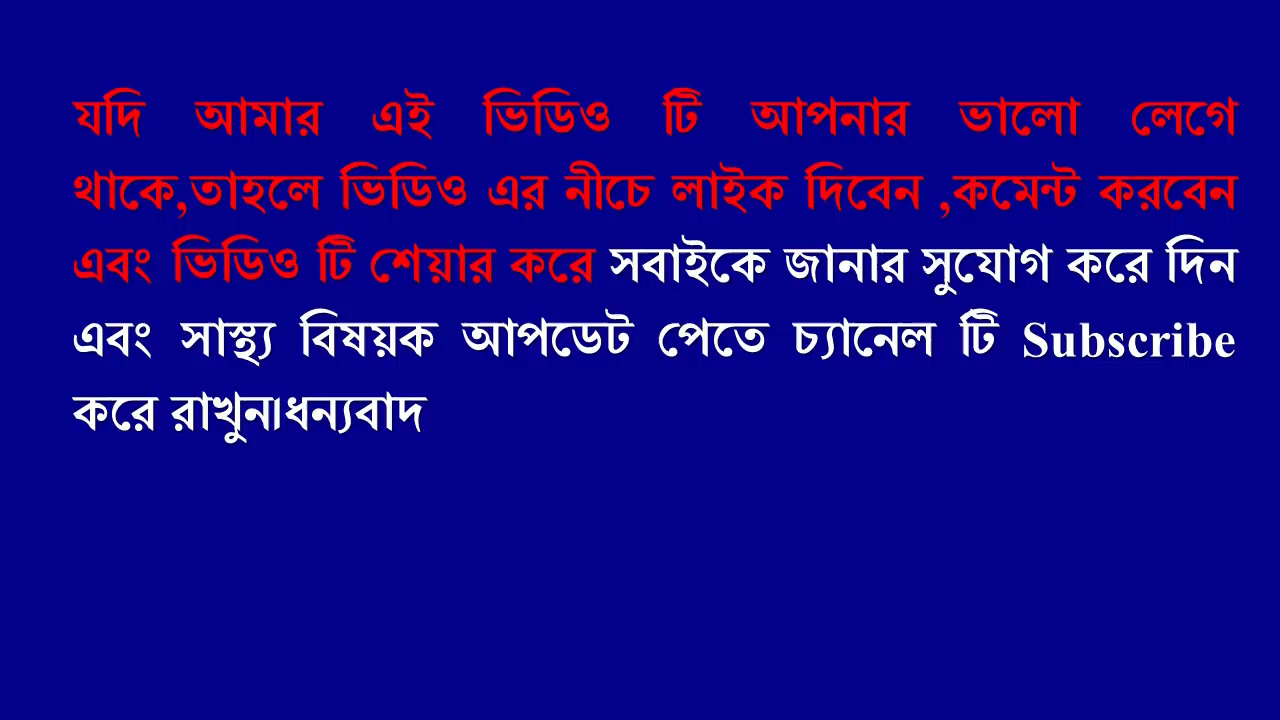 যদি আমার এই ভিডিও টি আপনার ভালো লেগে
থাকে,তাহলে ভিডিও এর নীচে লাইক দিবেন ,কমেন্ট করবেন
এবং ভিডিও টি শেয়ার করে সবাইকে জানার সুযোগ করে দিন
এবং সাস্থ্য বিষয়ক আপডেট পেতে চ্যানেল টি Subscribe
করে রাখুন।ধন্যবাদ